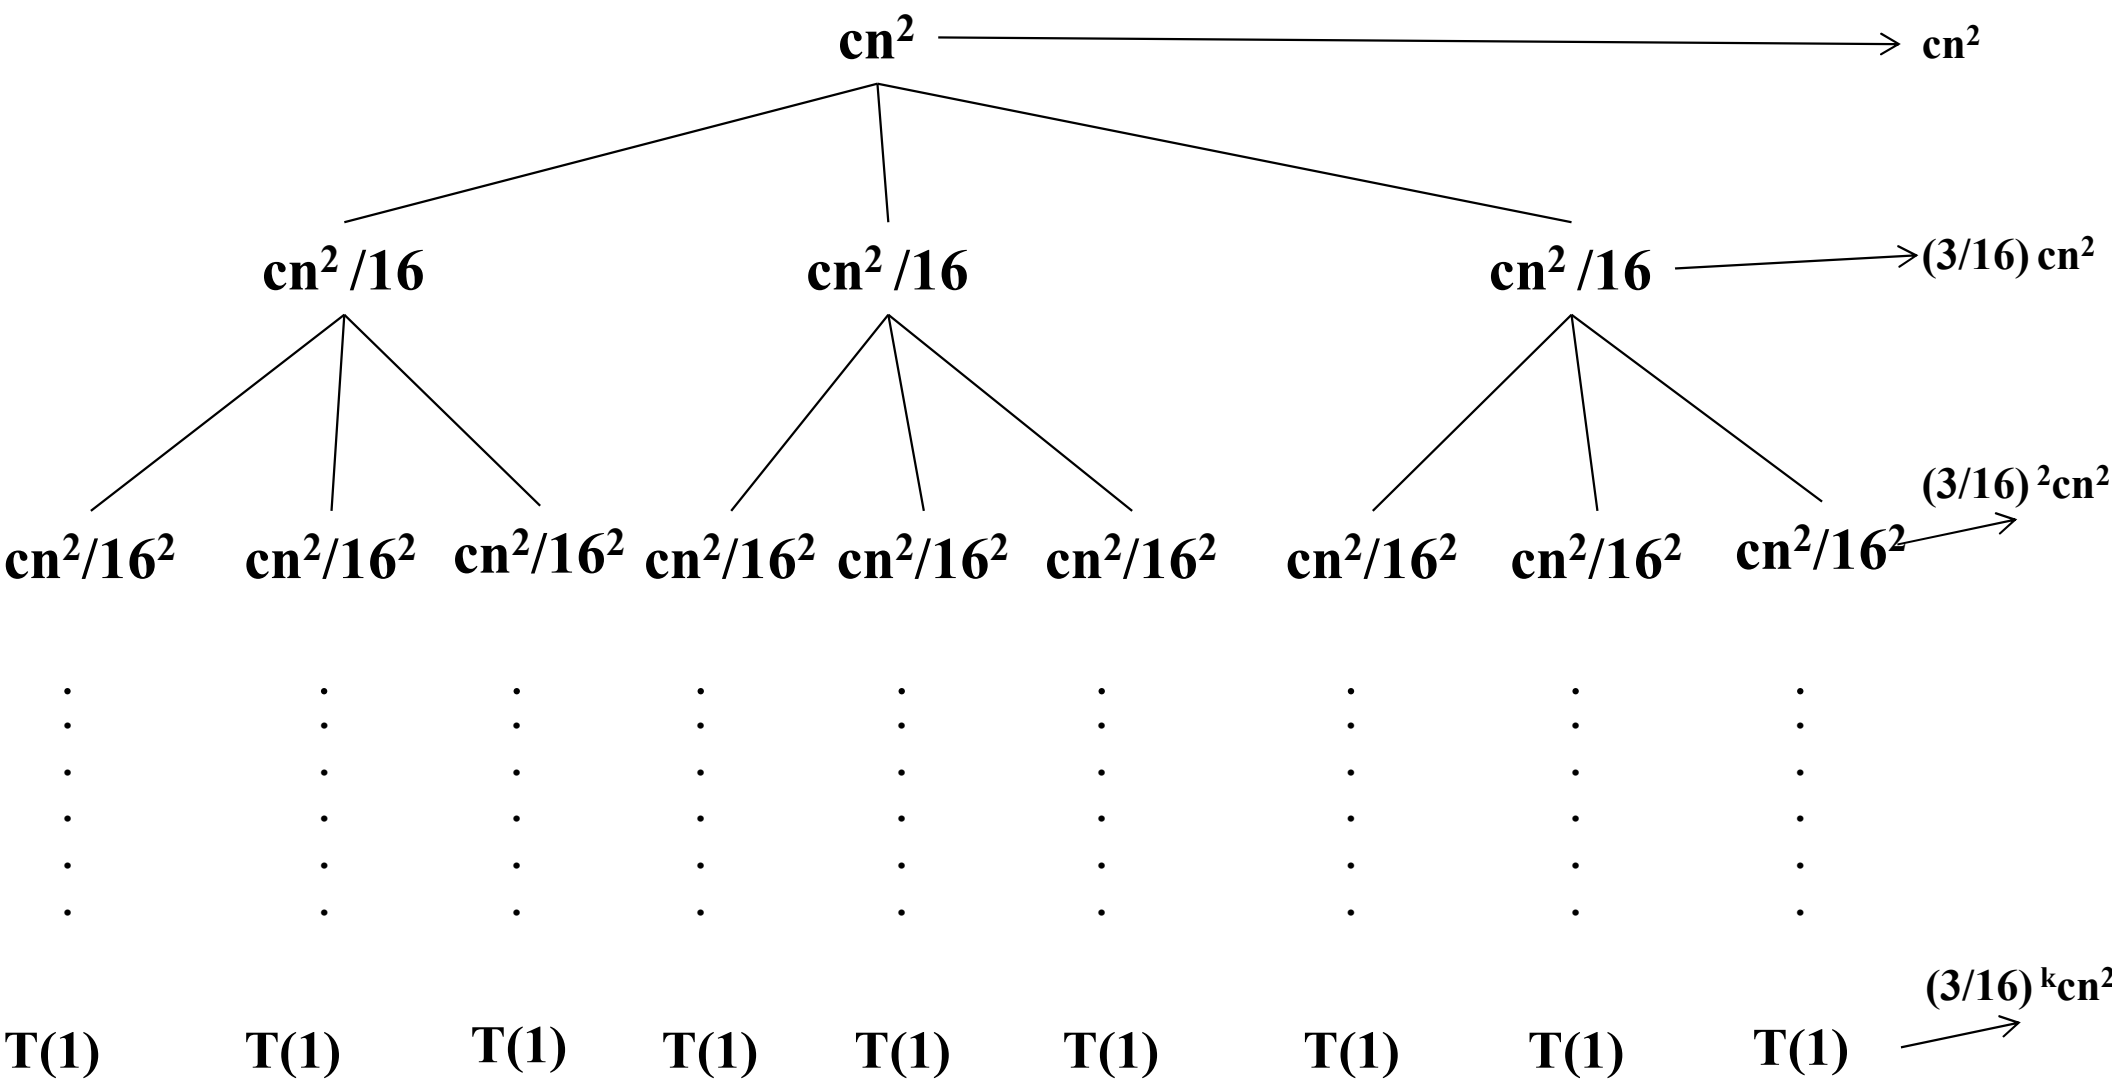 cn² cn²
cn² /16 cn² /16 cn² /16 (3/16) cn²
(3/16) ²cn²
cn²/16² cn²/16² cn²/16² cn²/16² cn²/16² cn²/16² cn²/16² cn²/16² cn²/16²
. . . . . . . . .
. . . . . . . . .
. . . . . . . . .
. . . . . . . . .
. . . . . . . . .
. . . . . . . . .
(3/16) ᵏcn²
T(1) T(1) T(1) T(1) T(1) T(1) T(1) T(1) T(1)